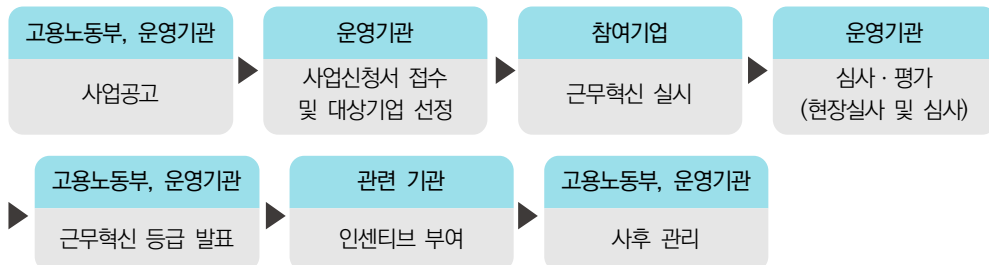 고용노동부, 운영기관
사업공고
운영기관
사업신청서 접수
및 대상기업 선정
참여기업
근무혁신 실시
운영기관
심사 · 평가
(현장실사 및 심사)
고용노동부, 운영기관
근무혁신 등급 발표
관련 기관
인센티브 부여
고용노동부, 운영기관
사후 관리